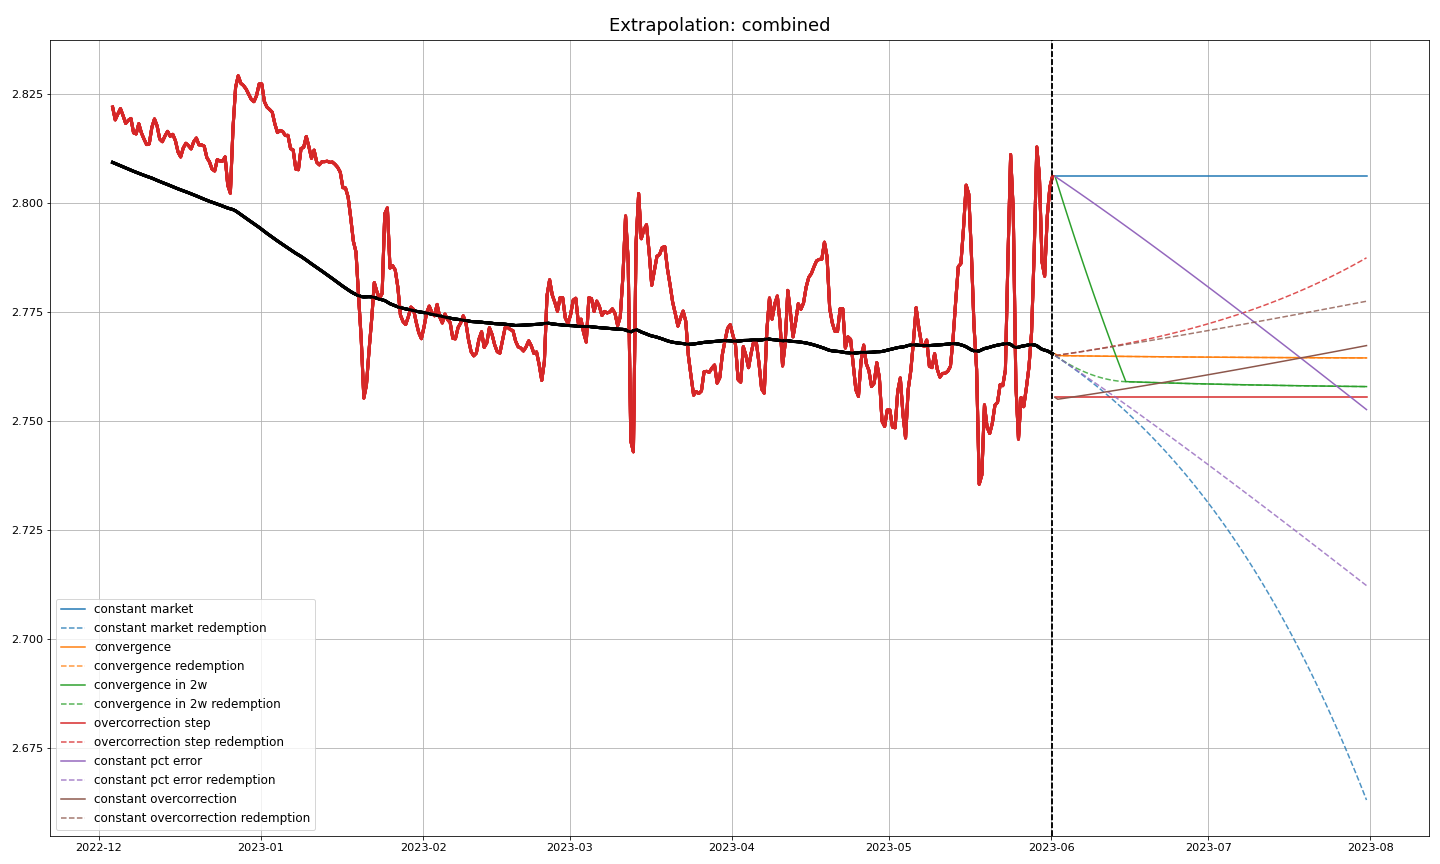 Extrapolation: combined
2.825
2.800
2.775
2.750
2.725
2.700
2.675
constant market
constant market redemption
convergence
convergence redemption
convergence in 2w
convergence in 2w redemption
overcorrection step
overcorrection step redemption
constant pct error
constant pct error redemption
constant overcorrection
constant overcorrection redemption
2022-12 2023-01 2023-02 2023-03 2023-04 2023-05 2023-06 2023-07 2023-08